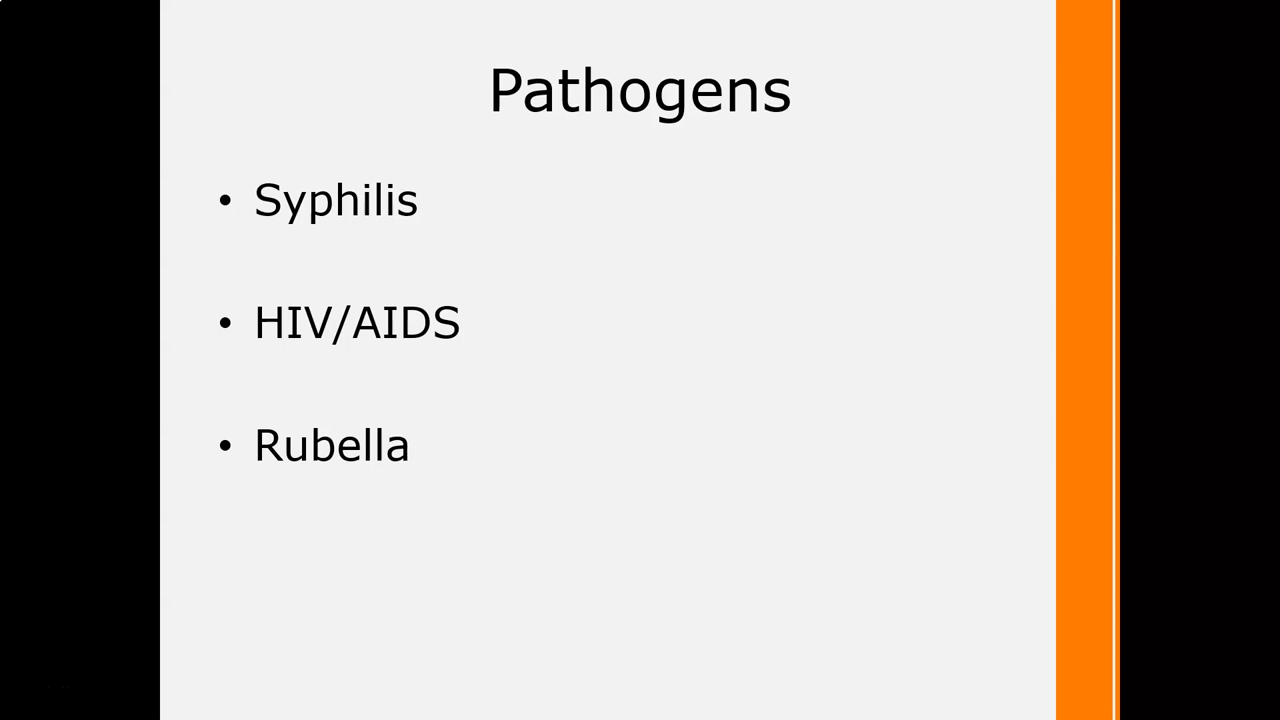 Pathogens
• Syphilis
• HIV/AIDS
• Rubella